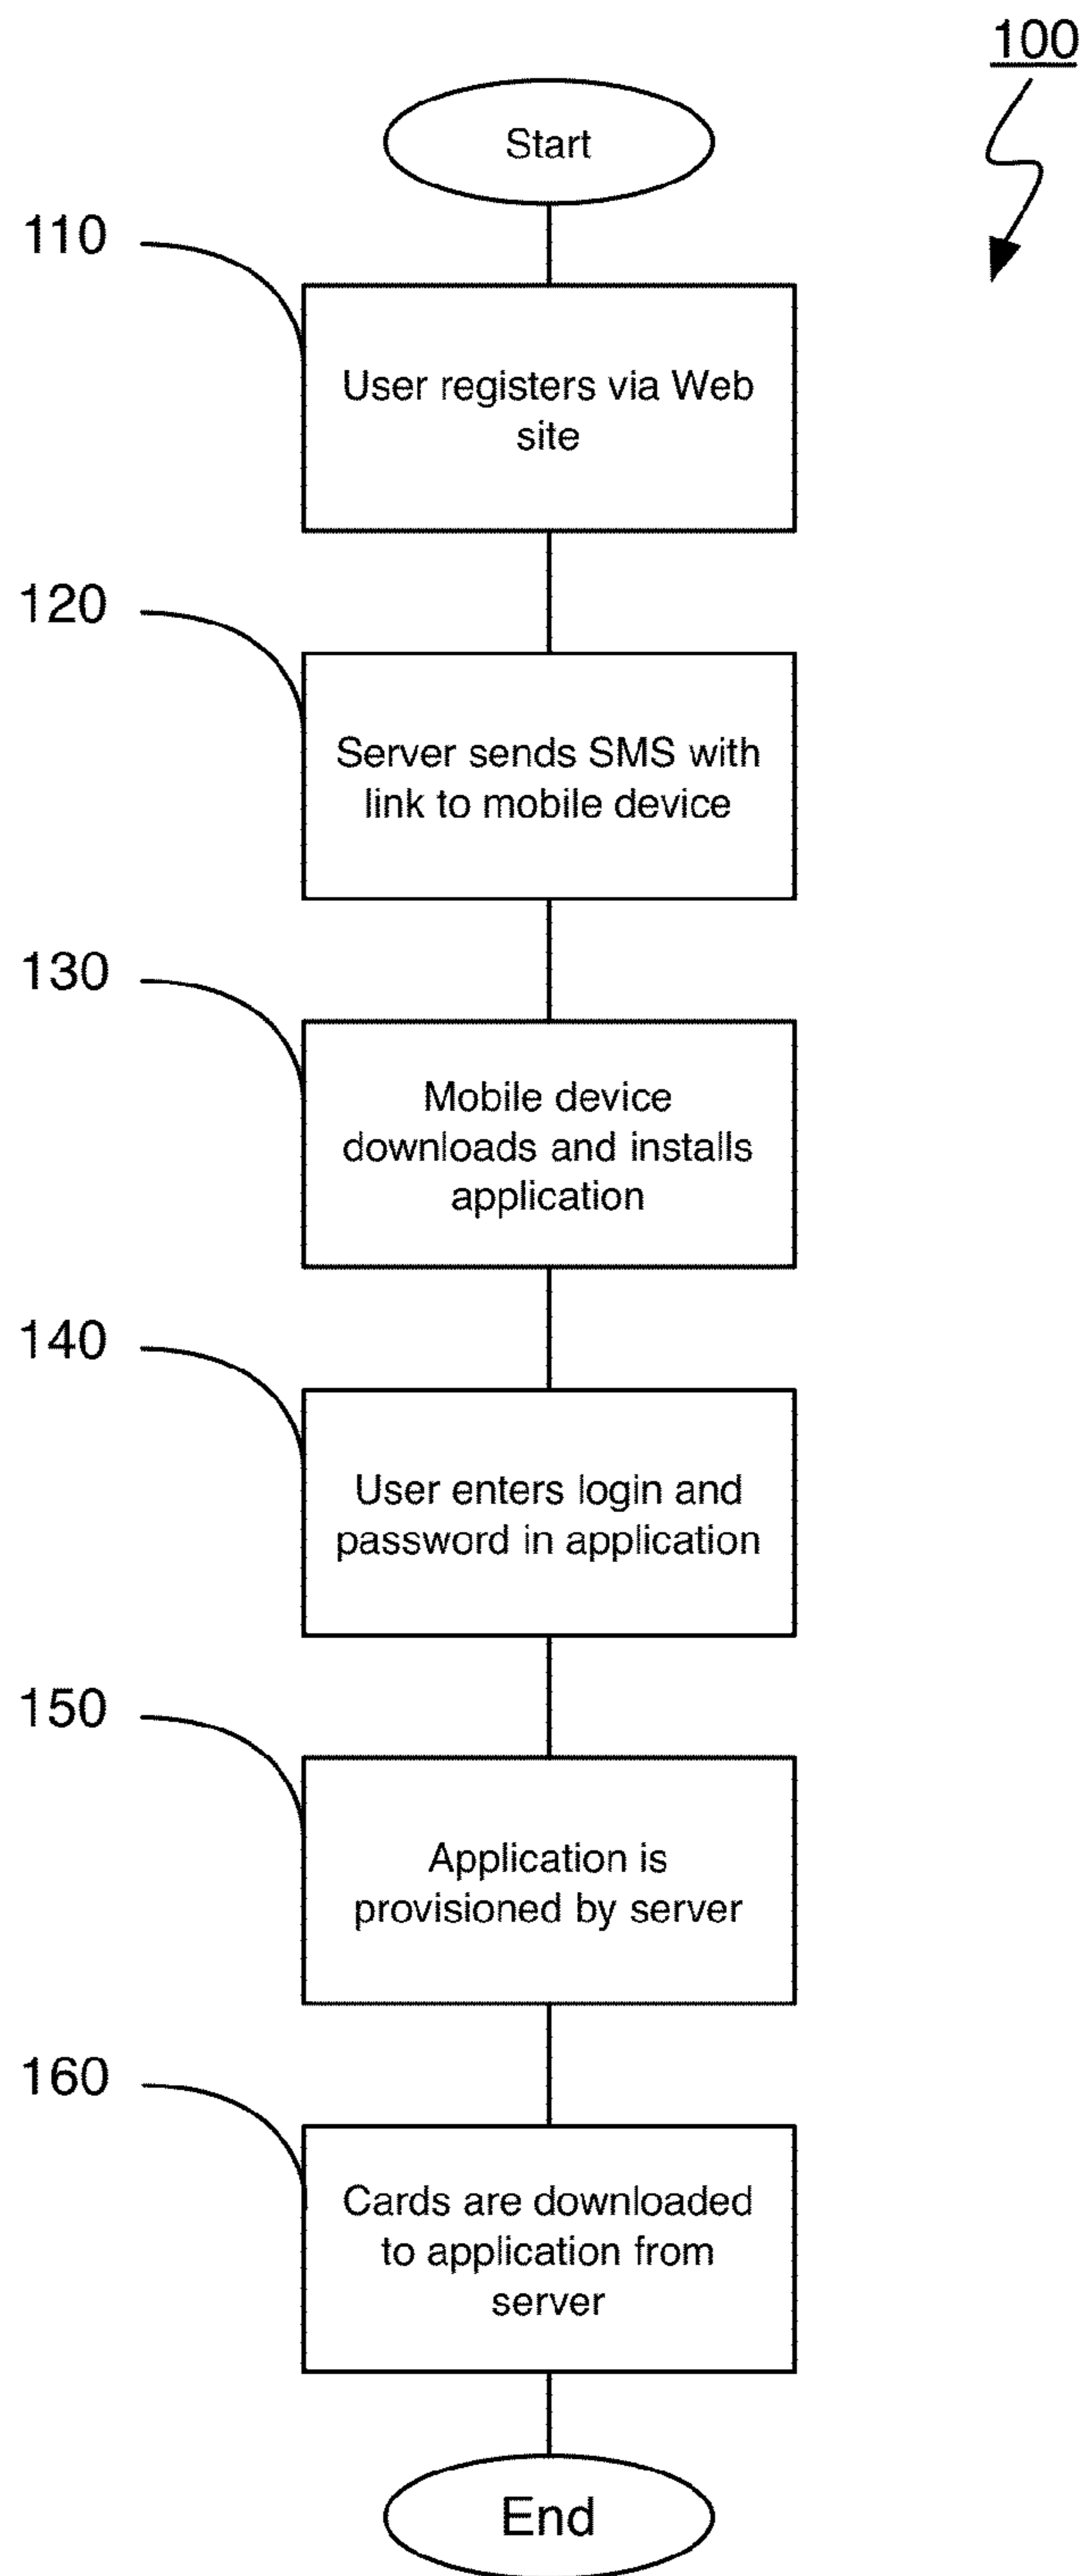 100
Start
110
User registers via Web
site
120
Server sends SMS with
link to mobile device
130
Mobile device
downloads and installs
application
140
User enters login and
password in application
150
Application is
provisioned by server
160
Cards are downloaded
to application from
server
End